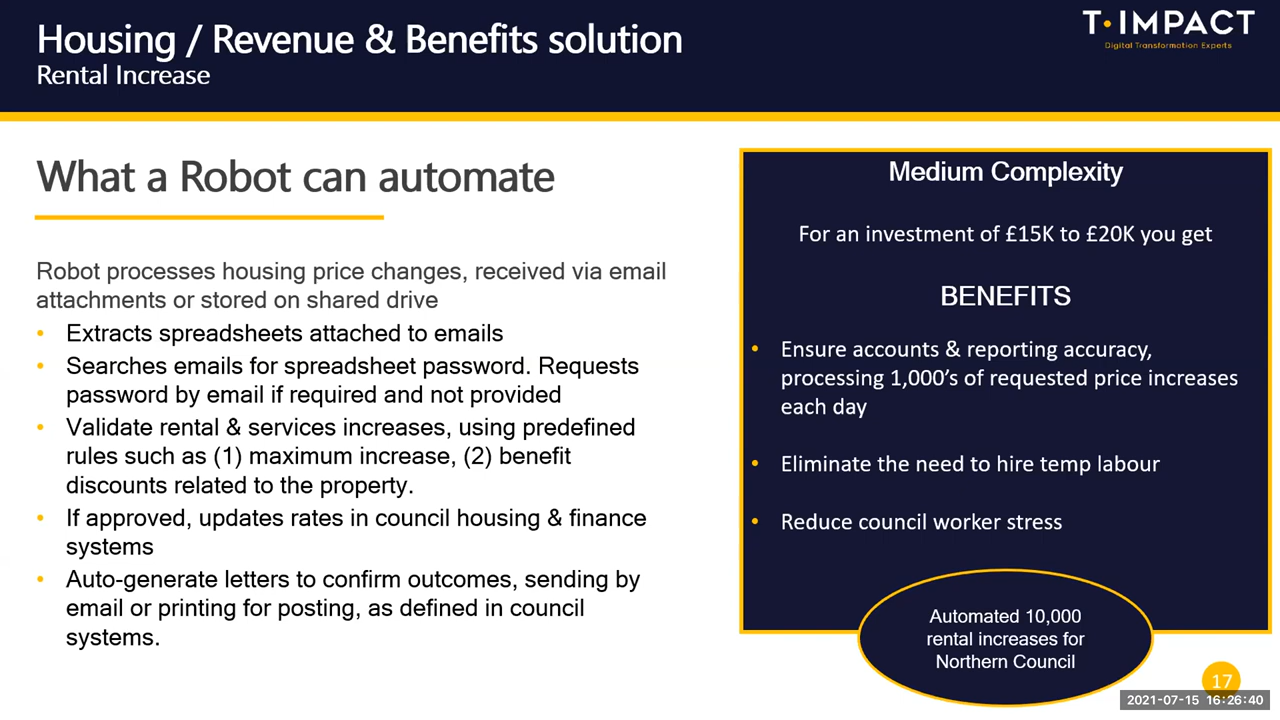 Housing / Revenue & Benefits solution
Rental Increase
T·IMPACT
Digital Transformation Experts
What a Robot can automate
Robot processes housing price changes, received via email
attachments or stored on shared drive
• Extracts spreadsheets attached to emails
• Searches emails for spreadsheet password. Requests
password by email if required and not provided
• Validate rental & services increases, using predefined
rules such as (1) maximum increase, (2) benefit
discounts related to the property.
• If approved, updates rates in council housing & finance
systems
• Auto-generate letters to confirm outcomes, sending by
email or printing for posting, as defined in council
systems.
Medium Complexity
For an investment of £15K to £20K you get
BENEFITS
• Ensure accounts & reporting accuracy,
processing 1,000’s of requested price increases
each day
• Eliminate the need to hire temp labour
• Reduce council worker stress
Automated 10,000
rental increases for
Northern Council
17
2021-07-15 16:26:40